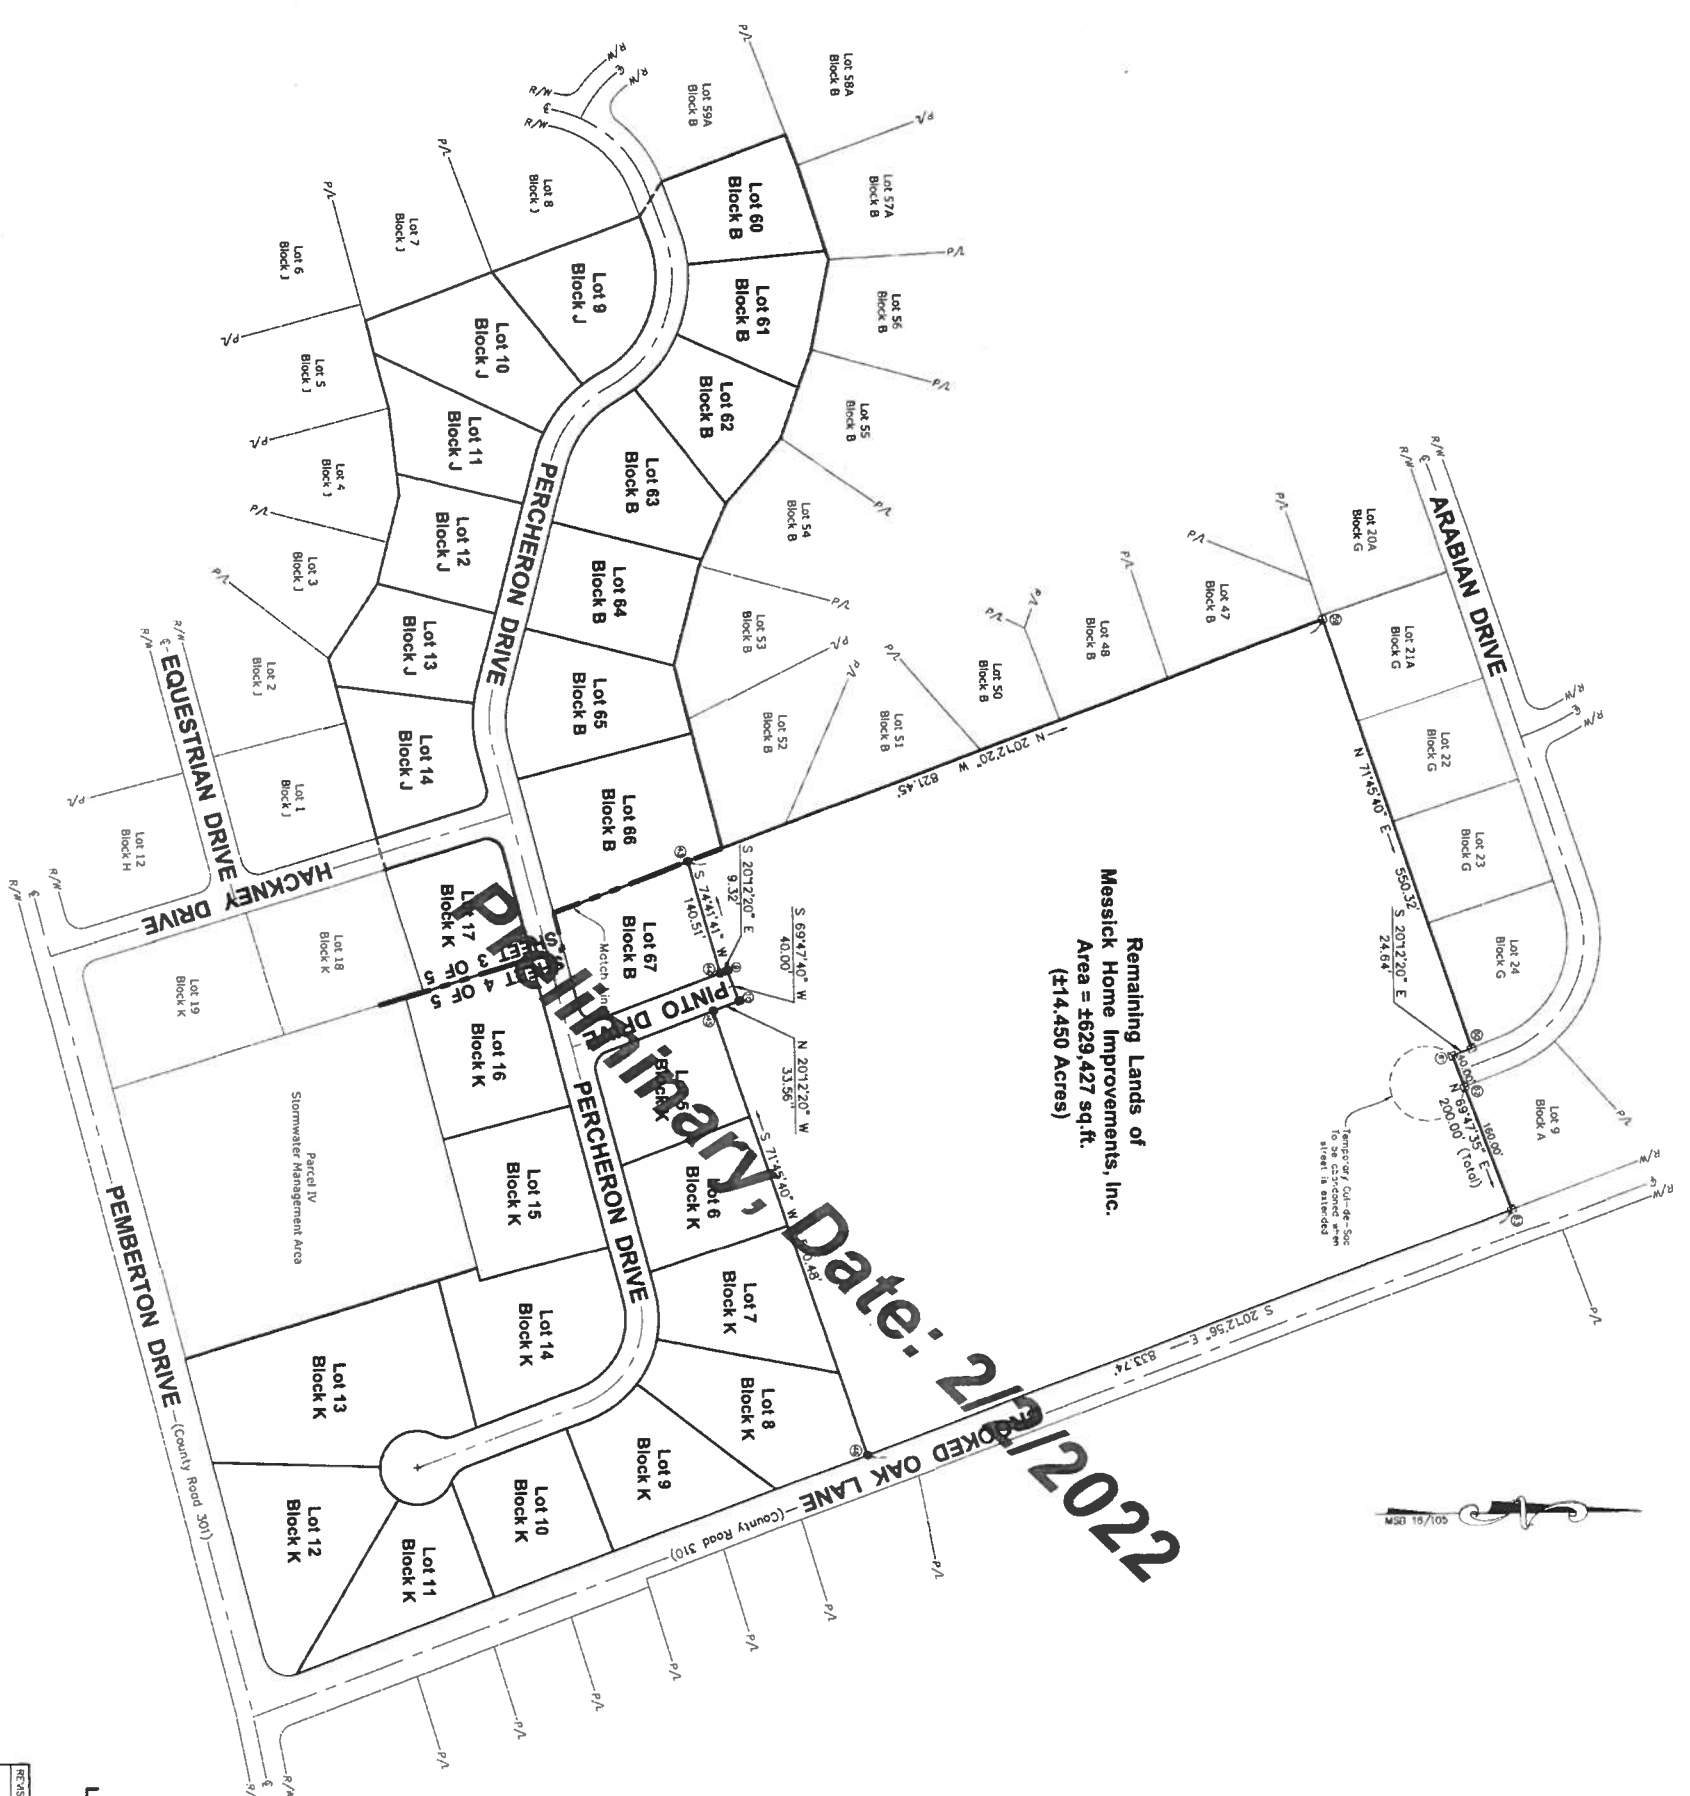 Lot 58A
Block B
Lot 59A
Block B
Lot 57A
Block B
Lot 56
Block B
Lot 55
Block B
Lot 54
Block B
Lot 53
Block B
Lot 52
Block B
Lot 51
Block B
Lot 50
Block B
Lot 48
Block B
Lot 47
Block B
Lot 20A
Block G
Lot 21A
Block G
Lot 22
Block G
Lot 23
Block G
Lot 24
Block G
Lot 9
Block A
ARABIAN DRIVE
Lot 60
Block B
Lot 61
Block B
Lot 62
Block B
Lot 63
Block B
Lot 64
Block B
Lot 65
Block B
Lot 66
Block B
Lot 67
Block B
Lot 8
Block J
Lot 7
Block J
Lot 6
Block J
Lot 5
Block J
Lot 4
Block J
Lot 3
Block J
Lot 2
Block J
Lot 1
Block J
Lot 9
Block J
Lot 10
Block J
Lot 11
Block J
Lot 12
Block J
Lot 13
Block J
Lot 14
Block J
PERCHERON DRIVE
EQUESTRIAN DRIVE
HACKNEY DRIVE
Lot 12
Block H
Lot 19
Block K
Lot 18
Block K
Lot 17
Block K
Lot 16
Block K
Lot 15
Block K
Lot 14
Block K
Lot 13
Block K
Lot 12
Block K
Lot 11
Block K
Lot 10
Block K
Lot 9
Block K
Lot 8
Block K
Lot 7
Block K
Lot 6
Block K
Lot 5
Block K
PERCHERON DRIVE
Parcel IV
Stormwater Management Area
PEMBERTON DRIVE
(County Road 301)
CROOKED OAK LANE
(County Road 310)
Remaining Lands of
Messick Home Improvements, Inc.
Area = ±629,427 sq.ft.
(±14.450 Acres)
N 20°12'20" W
821.45'
N 71°45'40" E
550.32'
S 20°12'20" E
24.64'
40.00'
160.00'
N 69°47'35" E
200.00' (Total)
Temporary Cul-de-Sac
To be abandoned when
street is extended
S 20°12'56" E
833.74'
S 20°12'20" E
9.32'
S 74°41'41" W
140.51'
S 69°47'40" W
40.00'
N 20°12'20" W
33.56'
S 71°45'40" W
Preliminary, Date: 2/2/2022
MSB 16/105
R/W
P/L